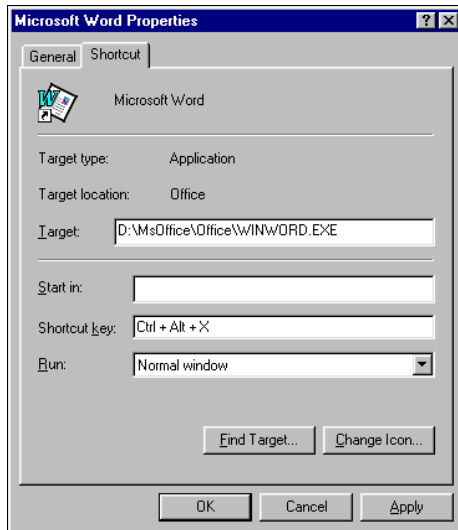 Microsoft Word Properties
General Shortcut
Microsoft Word
Target type: Application
Target location: Office
Target: D:\MsOffice\Office\WINWORD.EXE
Start in:
Shortcut key: Ctrl + Alt + X
Run: Normal window
Find Target... Change Icon...
OK Cancel Apply